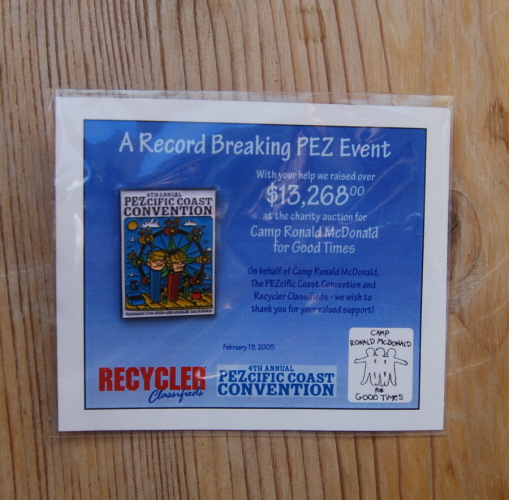 A Record Breaking PEZ Event
With your help we raised over
$13,268.00
at the charity auction for
Camp Ronald McDonald
for Good Times
4TH ANNUAL
PEZCIFIC COAST
CONVENTION
On behalf of Camp Ronald McDonald,
The PEZcific Coast Convention and
Recycler Classifieds - we wish to
thank you for your valued support!
February 19, 2005
RECYCLER
Classifieds
4TH ANNUAL
PEZCIFIC COAST
CONVENTION
CAMP
RONALD MCDONALD
FOR
GOOD TIMES